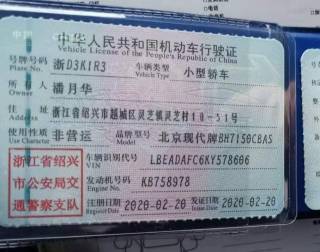 中华人民共和国机动车行驶证
Vehicle License of the People's Republic of China
号牌号码 浙D3K1R3 车辆类型 小型轿车
Plate No. Vehicle Type
所有人 潘月华
Owner
住址 浙江省绍兴市越城区灵芝镇灵芝村10-51号
Address
使用性质 非营运 品牌型号 北京现代牌BH7150CBAS
Use Character Model
浙江省绍兴市公安局交通警察支队
车辆识别代号 LBEADAFC6KY578606
VIN
发动机号码 KB758978
Engine No.
注册日期 2020-02-20 发证日期 2020-02-20
Register Date Issue Date